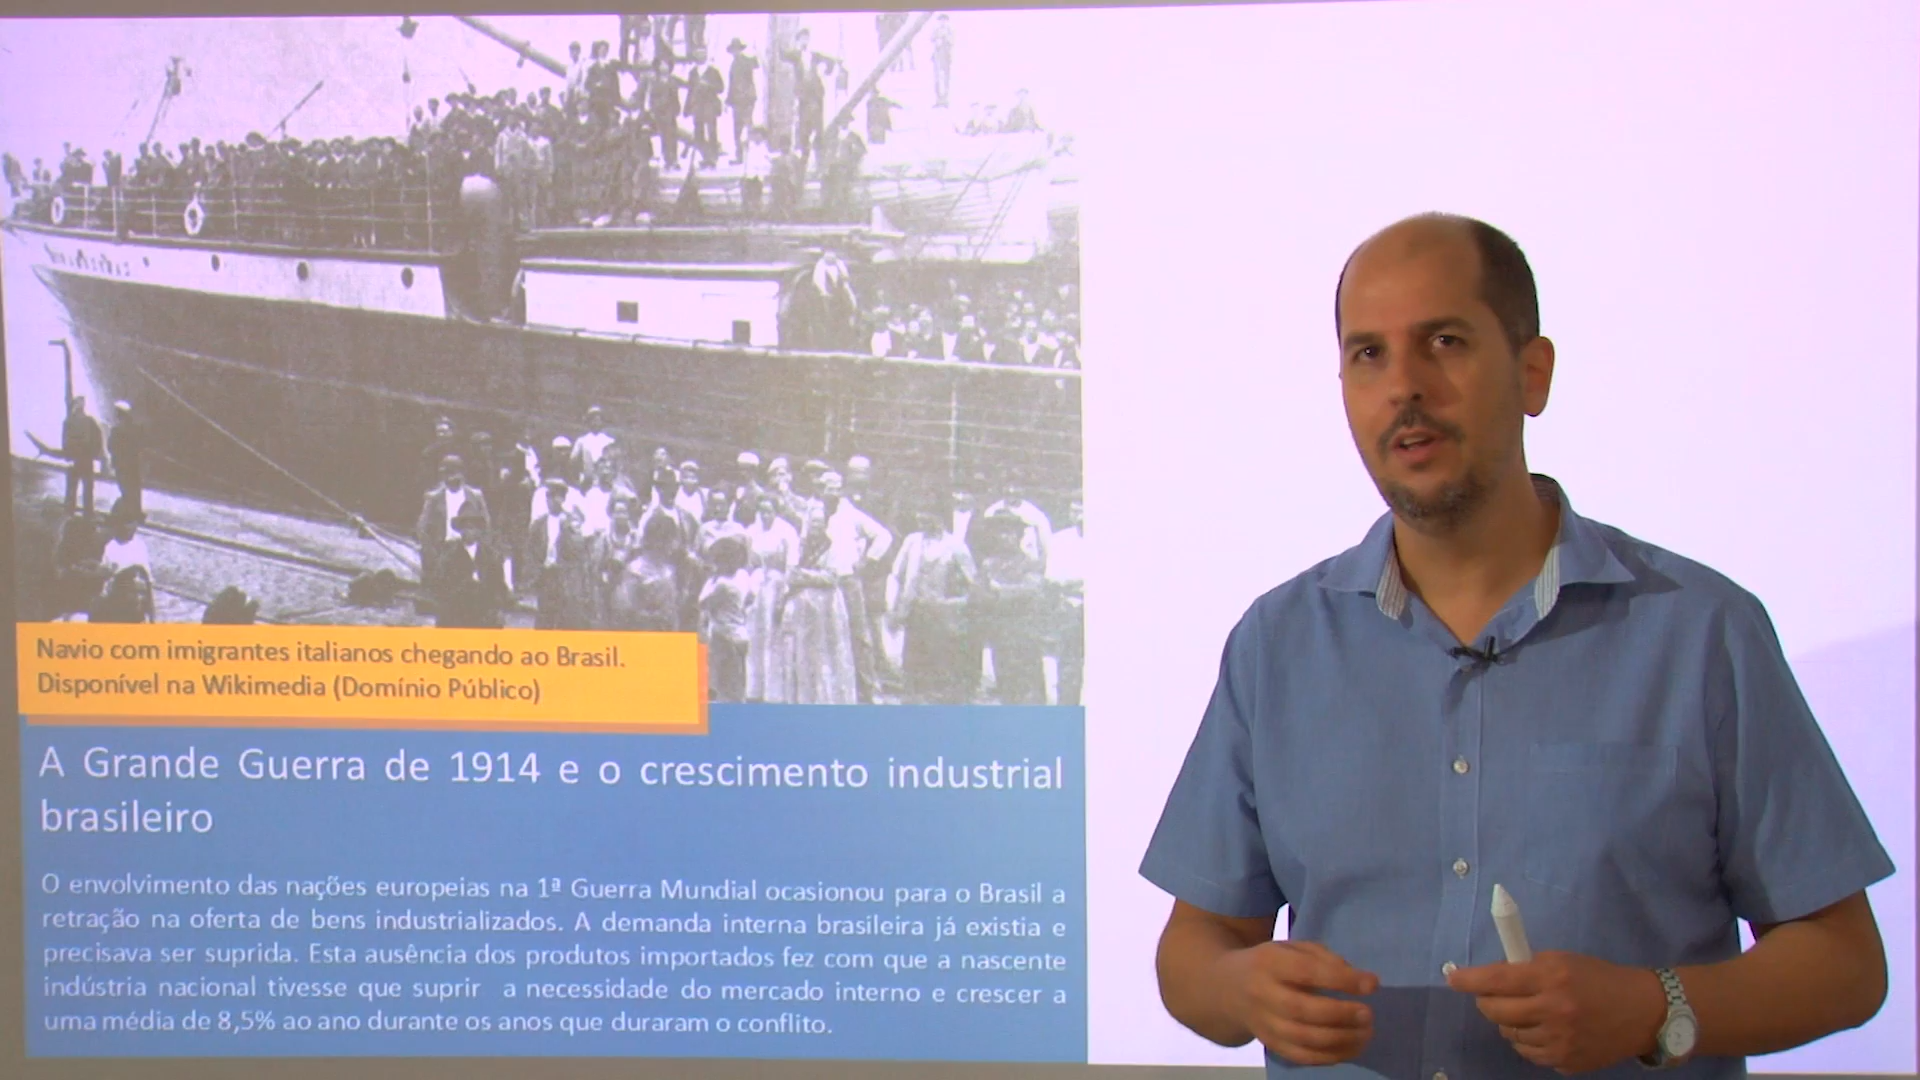 Navio com imigrantes italianos chegando ao Brasil.
Disponível na Wikimedia (Domínio Público)
A Grande Guerra de 1914 e o crescimento industrial
brasileiro
O envolvimento das nações europeias na 1ª Guerra Mundial ocasionou para o Brasil a
retração na oferta de bens industrializados. A demanda interna brasileira já existia e
precisava ser suprida. Esta ausência dos produtos importados fez com que a nascente
indústria nacional tivesse que suprir a necessidade do mercado interno e crescer a
uma média de 8,5% ao ano durante os anos que duraram o conflito.